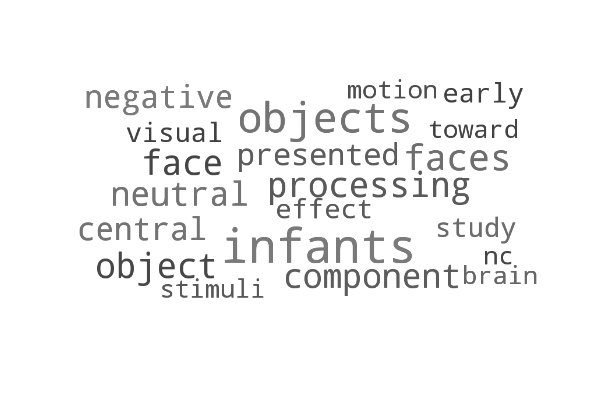 motion early
negative
objects
visual toward
face presented faces
processing
neutral
effect
central study
infants
nc
object component brain
stimuli